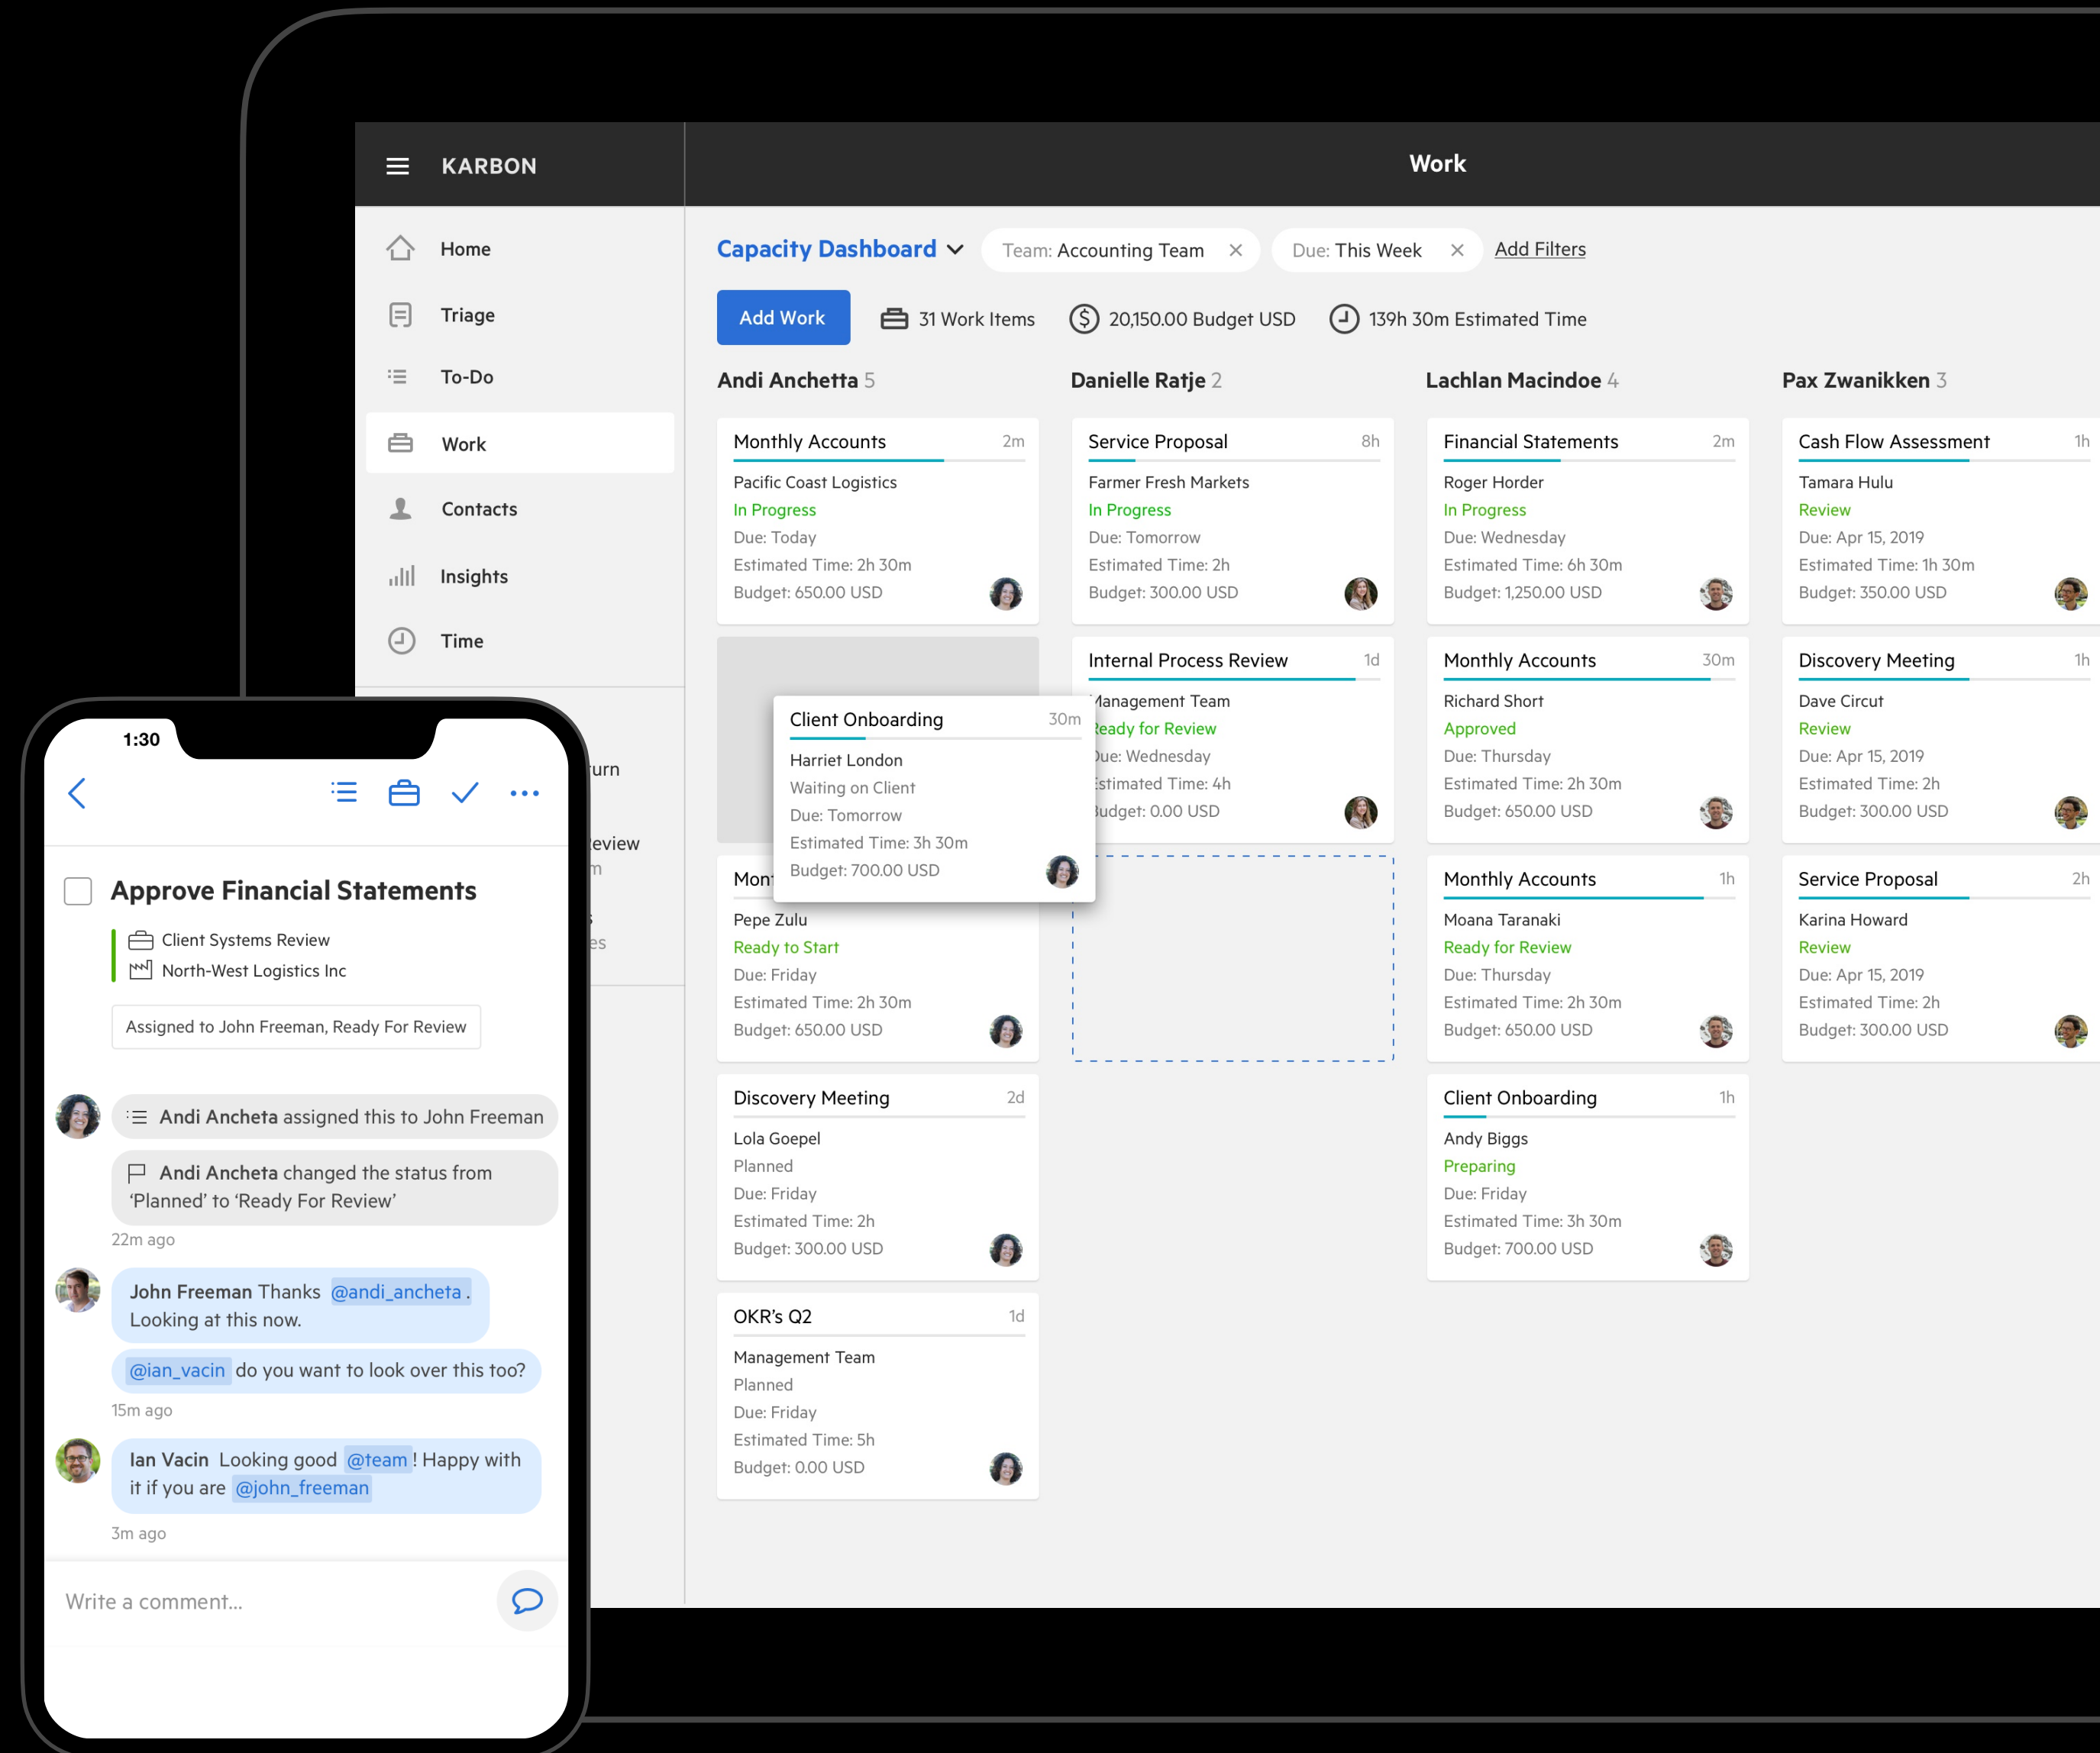 KARBON
Work
Home
Triage
To-Do
Work
Contacts
Insights
Time
Capacity Dashboard
Team: Accounting Team
Due: This Week
Add Filters
Add Work
31 Work Items
20,150.00 Budget USD
139h 30m Estimated Time
Andi Anchetta 5
Monthly Accounts 2m
Pacific Coast Logistics
In Progress
Due: Today
Estimated Time: 2h 30m
Budget: 650.00 USD
Client Onboarding 30m
Harriet London
Waiting on Client
Due: Tomorrow
Estimated Time: 3h 30m
Budget: 700.00 USD
Pepe Zulu
Ready to Start
Due: Friday
Estimated Time: 2h 30m
Budget: 650.00 USD
Discovery Meeting 2d
Lola Goepel
Planned
Due: Friday
Estimated Time: 2h
Budget: 300.00 USD
OKR’s Q2 1d
Management Team
Planned
Due: Friday
Estimated Time: 5h
Budget: 0.00 USD
Danielle Ratje 2
Service Proposal 8h
Farmer Fresh Markets
In Progress
Due: Tomorrow
Estimated Time: 2h
Budget: 300.00 USD
Internal Process Review 1d
Management Team
Ready for Review
Due: Wednesday
Estimated Time: 4h
Budget: 0.00 USD
Lachlan Macindoe 4
Financial Statements 2m
Roger Horder
In Progress
Due: Wednesday
Estimated Time: 6h 30m
Budget: 1,250.00 USD
Monthly Accounts 30m
Richard Short
Approved
Due: Thursday
Estimated Time: 2h 30m
Budget: 650.00 USD
Monthly Accounts 1h
Moana Taranaki
Ready for Review
Due: Thursday
Estimated Time: 2h 30m
Budget: 650.00 USD
Client Onboarding 1h
Andy Biggs
Preparing
Due: Friday
Estimated Time: 3h 30m
Budget: 700.00 USD
Pax Zwanikken 3
Cash Flow Assessment 1h
Tamara Hulu
Review
Due: Apr 15, 2019
Estimated Time: 1h 30m
Budget: 350.00 USD
Discovery Meeting 1h
Dave Circut
Review
Due: Apr 15, 2019
Estimated Time: 2h
Budget: 300.00 USD
Service Proposal 2h
Karina Howard
Review
Due: Apr 15, 2019
Estimated Time: 2h
Budget: 300.00 USD
1:30
Approve Financial Statements
Client Systems Review
North-West Logistics Inc
Assigned to John Freeman, Ready For Review
Andi Ancheta assigned this to John Freeman
Andi Ancheta changed the status from
‘Planned’ to ‘Ready For Review’
22m ago
John Freeman Thanks @andi_ancheta .
Looking at this now.
@ian_vacin do you want to look over this too?
15m ago
Ian Vacin Looking good @team ! Happy with
it if you are @john_freeman
3m ago
Write a comment...